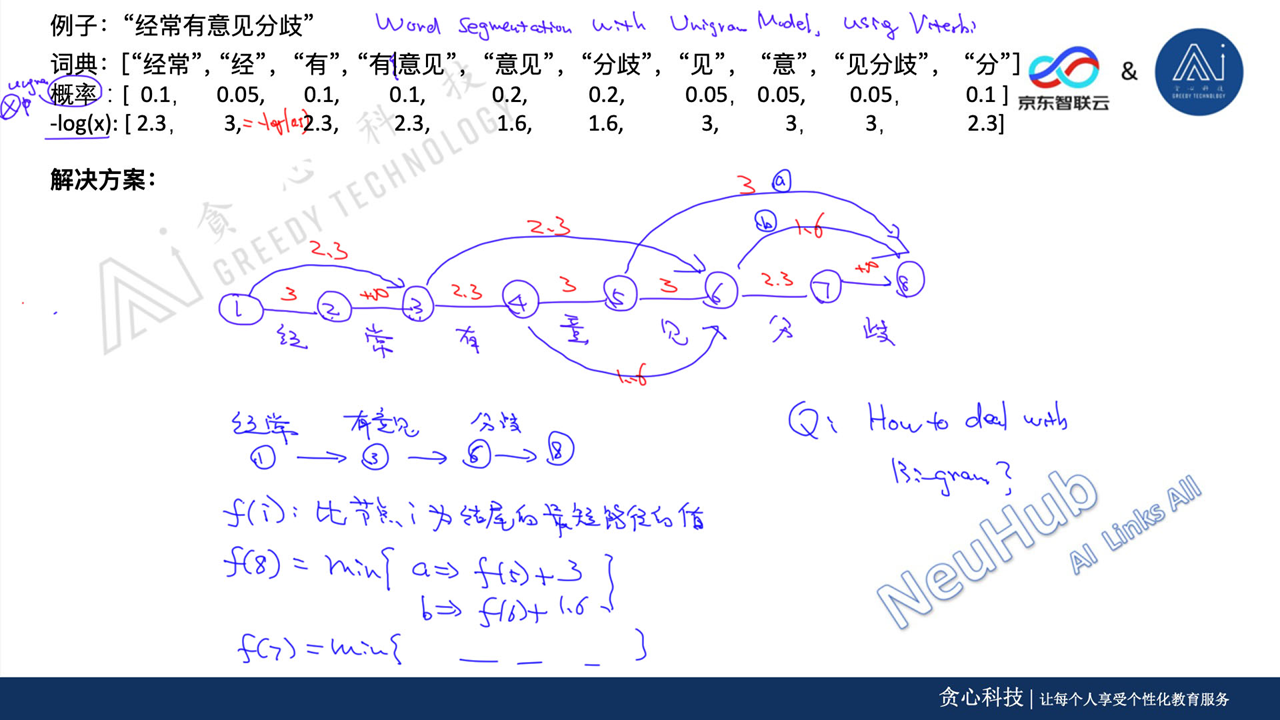 例子：“经常有意见分歧”
Word Segmentation with Unigram Model, using Viterbi
词典：[“经常”, “经”, “有”, “有意见”, “意见”, “分歧”, “见”, “意”, “见分歧”, “分”]
京东智联云 & Ai GREEDY TECHNOLOGY
unigram
概率：[ 0.1, 0.05, 0.1, 0.1, 0.2, 0.2, 0.05, 0.05, 0.05, 0.1 ]
-log(x): [ 2.3, 3, 2.3, 2.3, 1.6, 1.6, 3, 3, 3, 2.3]
解决方案：
贪心科技
GREEDY TECHNOLOGY
3 a
b 1.6
2.3
2.3
3 +∞ 2.3 3 3 2.3 +∞
1 2 3 4 5 6 7 8
经 常 有 意 见 分 歧
1.6
经常 有意见 分歧
1 → 3 → 6 → 8
Q: How to deal with
Bi-gram?
f(i): 以节点 i 为结尾的最短路径的值
f(8) = min{ a ⇒ f(5) + 3
b ⇒ f(6) + 1.6 }
f(7) = min{ — — — }
NeuHub
AI Links All
贪心科技 | 让每个人享受个性化教育服务